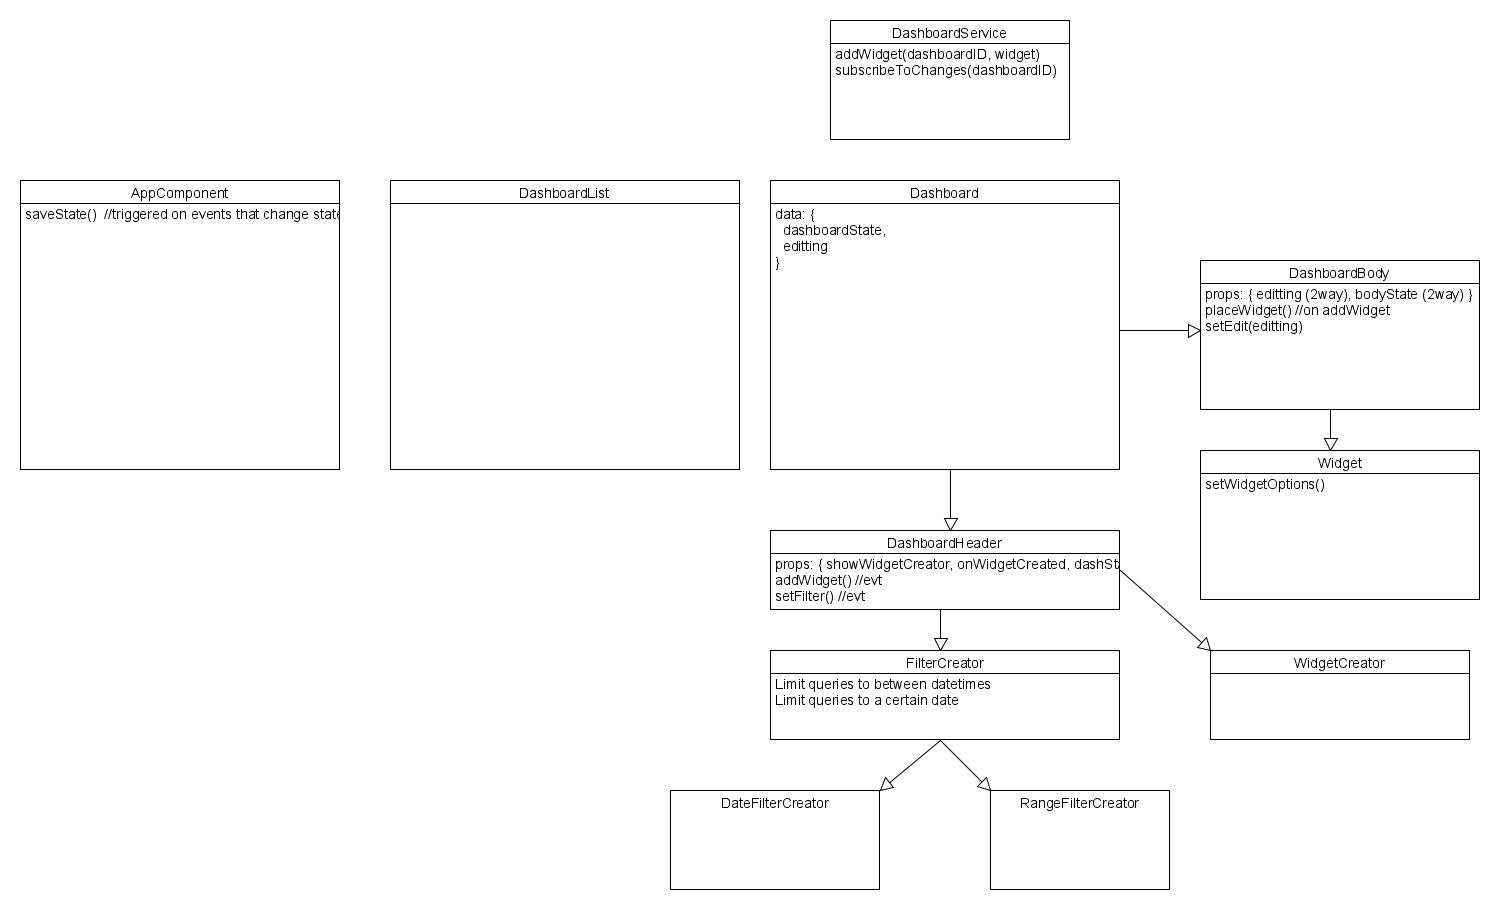 DashboardService
addWidget(dashboardID, widget)
subscribeToChanges(dashboardID)
AppComponent
saveState()  //triggered on events that change state
DashboardList
Dashboard
data: {
  dashboardState,
  editting
}
DashboardBody
props: { editting (2way), bodyState (2way) }
placeWidget() //on addWidget
setEdit(editting)
Widget
setWidgetOptions()
DashboardHeader
props: { showWidgetCreator, onWidgetCreated, dashSt
addWidget() //evt
setFilter() //evt
FilterCreator
Limit queries to between datetimes
Limit queries to a certain date
WidgetCreator
DateFilterCreator
RangeFilterCreator